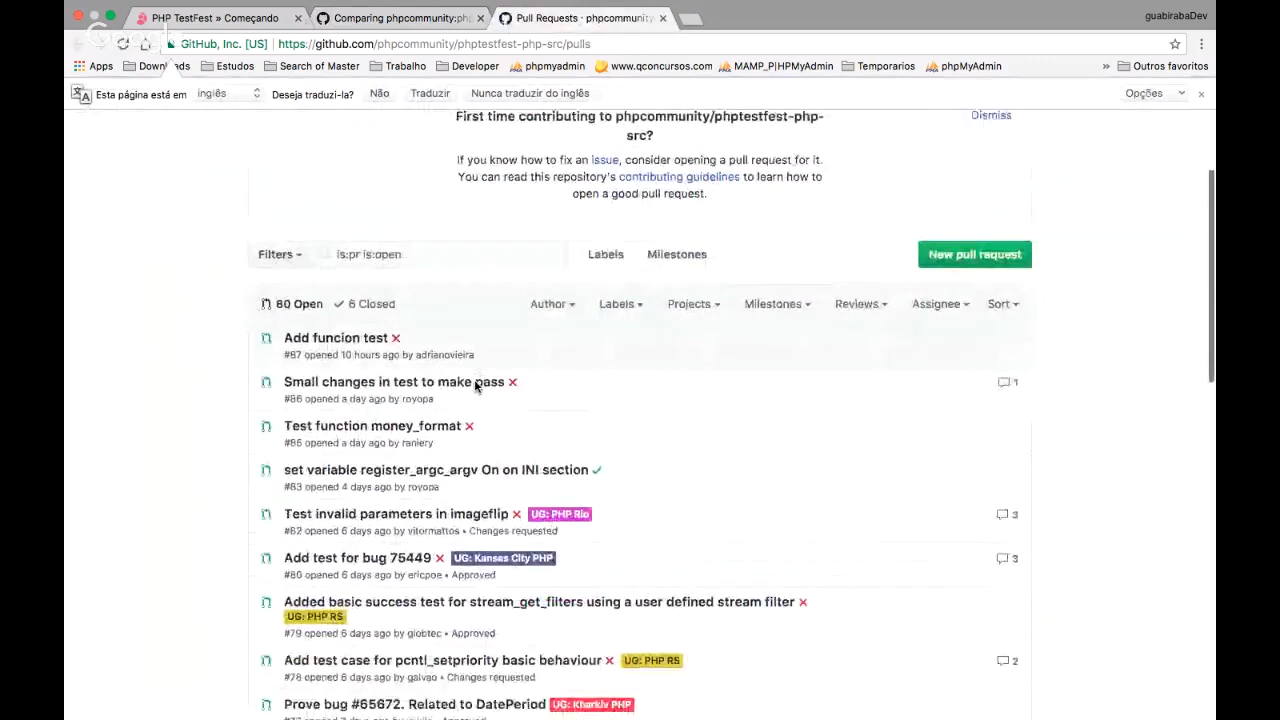 PHP TestFest » Começando
Comparing phpcommunity:php
Pull Requests · phpcommunity
guabirabaDev
Google
GitHub, Inc. [US] https://github.com/phpcommunity/phptestfest-php-src/pulls
Apps Downloads Estudos Search of Master Trabalho Developer phpmyadmin www.qconcursos.com MAMP_P|HPMyAdmin Temporarios phpMyAdmin » Outros favoritos
Esta página está em inglês Deseja traduzi-la? Não Traduzir Nunca traduzir do inglês Opções
First time contributing to phpcommunity/phptestfest-php-
src?
Dismiss
If you know how to fix an issue, consider opening a pull request for it.
You can read this repository's contributing guidelines to learn how to
open a good pull request.
Filters is:pr is:open Labels Milestones New pull request
60 Open 6 Closed Author Labels Projects Milestones Reviews Assignee Sort
Add funcion test
#87 opened 10 hours ago by adrianovieira
Small changes in test to make pass 1
#86 opened a day ago by royopa
Test function money_format
#85 opened a day ago by raniery
set variable register_argc_argv On on INI section
#83 opened 4 days ago by royopa
Test invalid parameters in imageflip UG: PHP Rio 3
#82 opened 6 days ago by vitormattos • Changes requested
Add test for bug 75449 UG: Kansas City PHP 3
#80 opened 6 days ago by ericpoe • Approved
Added basic success test for stream_get_filters using a user defined stream filter
UG: PHP RS
#79 opened 6 days ago by giobtec • Approved
Add test case for pcntl_setpriority basic behaviour UG: PHP RS 2
#78 opened 6 days ago by galvao • Changes requested
Prove bug #65672. Related to DatePeriod UG: Kharkiv PHP